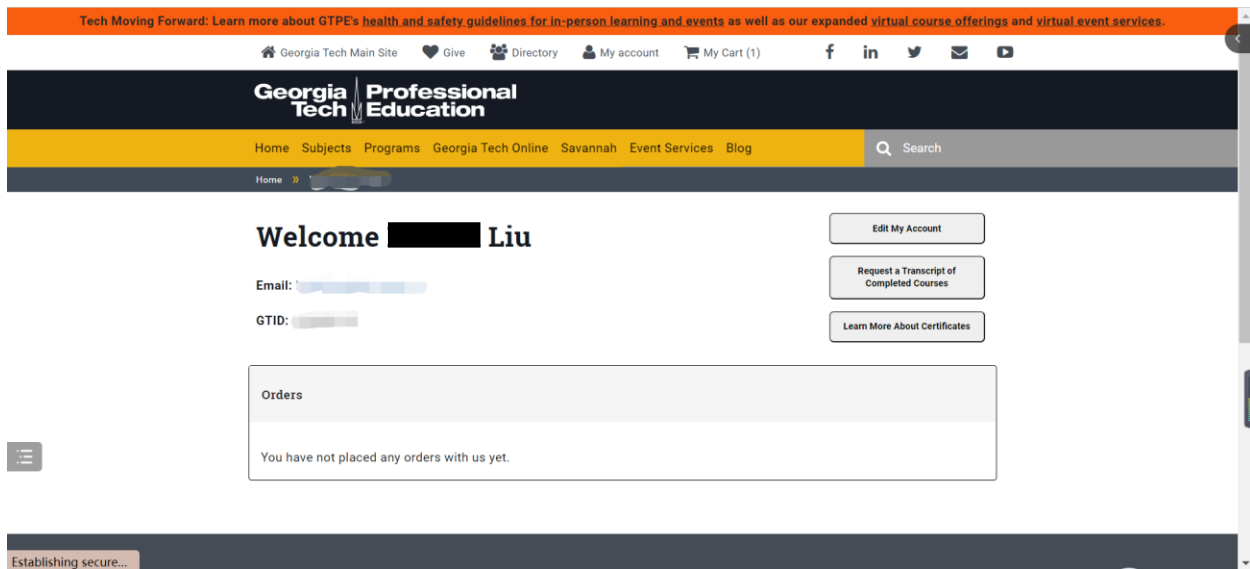 Tech Moving Forward: Learn more about GTPE's health and safety guidelines for in-person learning and events as well as our expanded virtual course offerings and virtual event services.
Georgia Tech Main Site Give Directory My account My Cart (1)
Georgia Professional
Tech Education
Home Subjects Programs Georgia Tech Online Savannah Event Services Blog Search
Home »
Welcome Liu
Edit My Account
Email:
Request a Transcript of
Completed Courses
GTID:
Learn More About Certificates
Orders
You have not placed any orders with us yet.
Establishing secure...